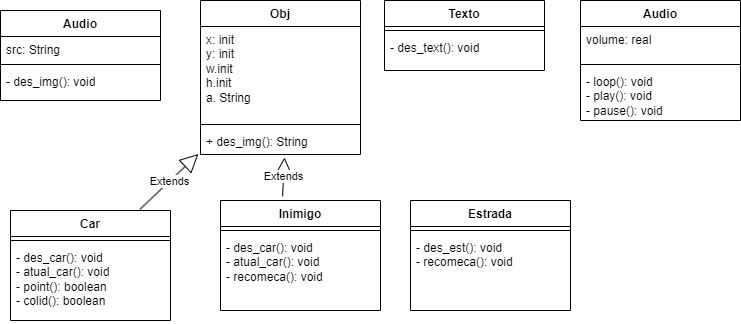 Audio
src: String
- des_img(): void
Obj
x: init
y: init
w.init
h.init
a. String
+ des_img(): String
Texto
- des_text(): void
Audio
volume: real
- loop(): void
- play(): void
- pause(): void
Extends
Extends
Car
- des_car(): void
- atual_car(): void
- point(): boolean
- colid(): boolean
Inimigo
- des_car(): void
- atual_car(): void
- recomeca(): void
Estrada
- des_est(): void
- recomeca(): void